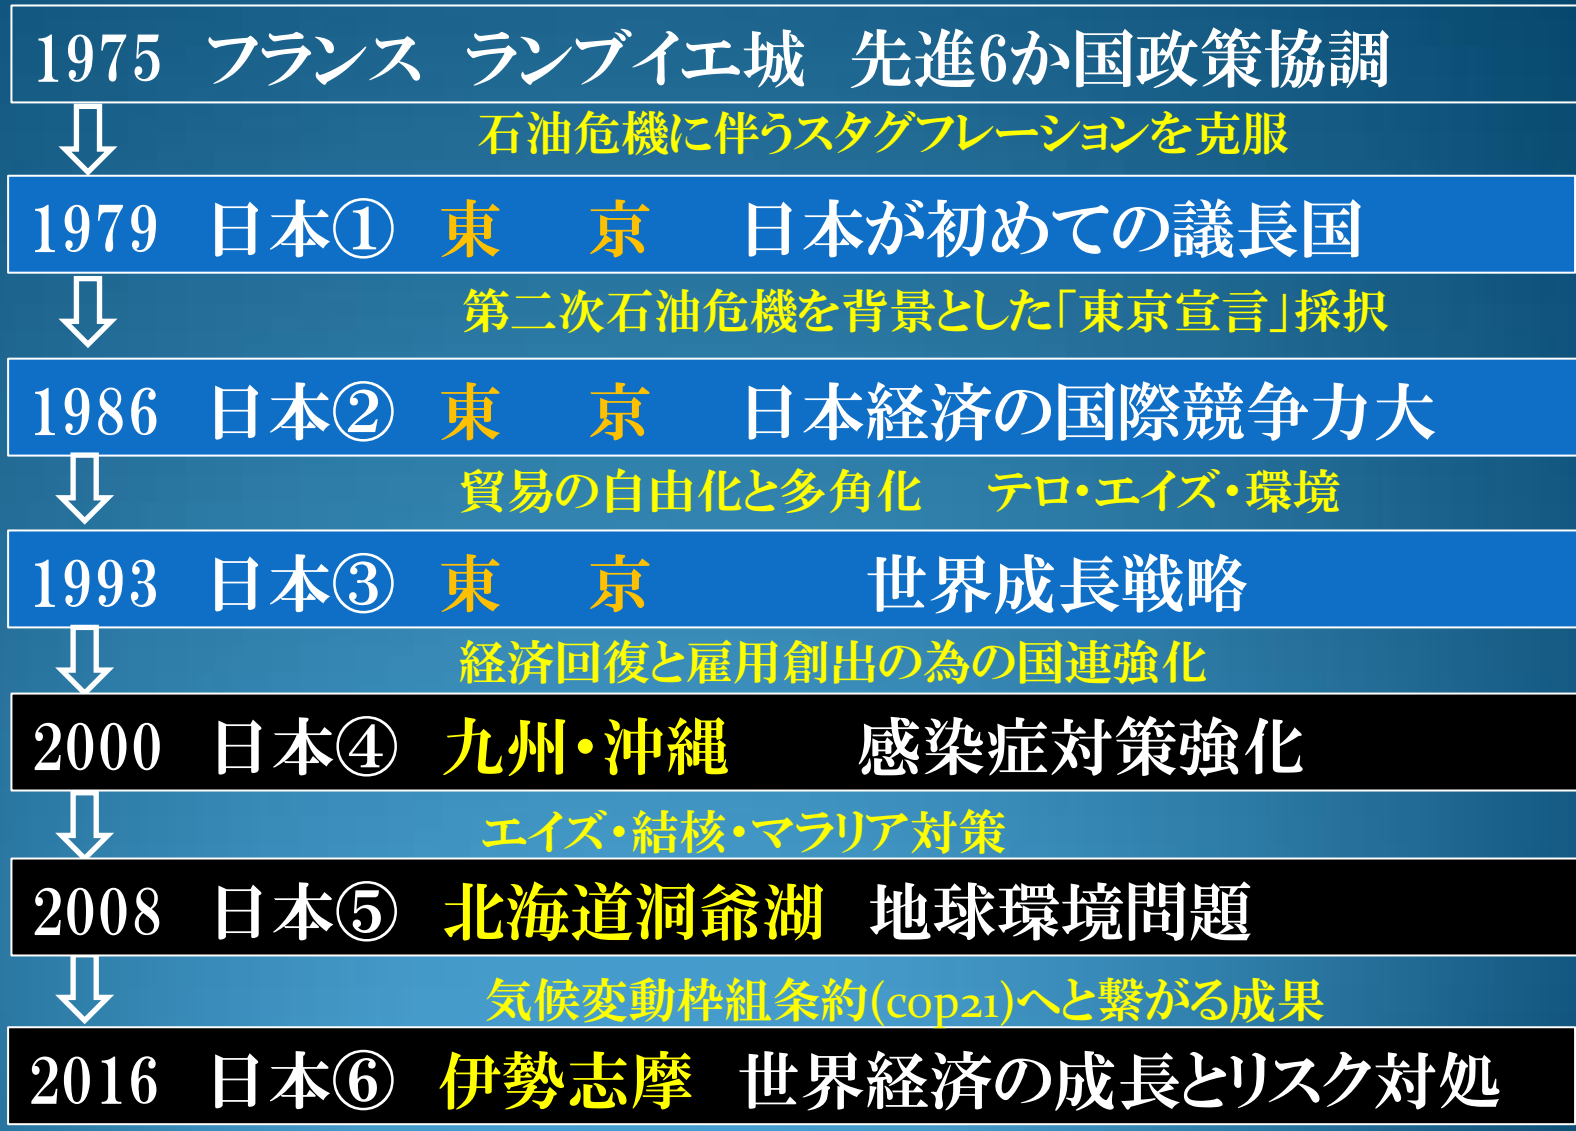 1975 フランス ランブイエ城 先進6か国政策協調
石油危機に伴うスタグフレーションを克服
1979 日本① 東 京 日本が初めての議長国
第二次石油危機を背景とした「東京宣言」採択
1986 日本② 東 京 日本経済の国際競争力大
貿易の自由化と多角化 テロ・エイズ・環境
1993 日本③ 東 京 世界成長戦略
経済回復と雇用創出の為の国連強化
2000 日本④ 九州・沖縄 感染症対策強化
エイズ・結核・マラリア対策
2008 日本⑤ 北海道洞爺湖 地球環境問題
気候変動枠組条約(cop21)へと繋がる成果
2016 日本⑥ 伊勢志摩 世界経済の成長とリスク対処